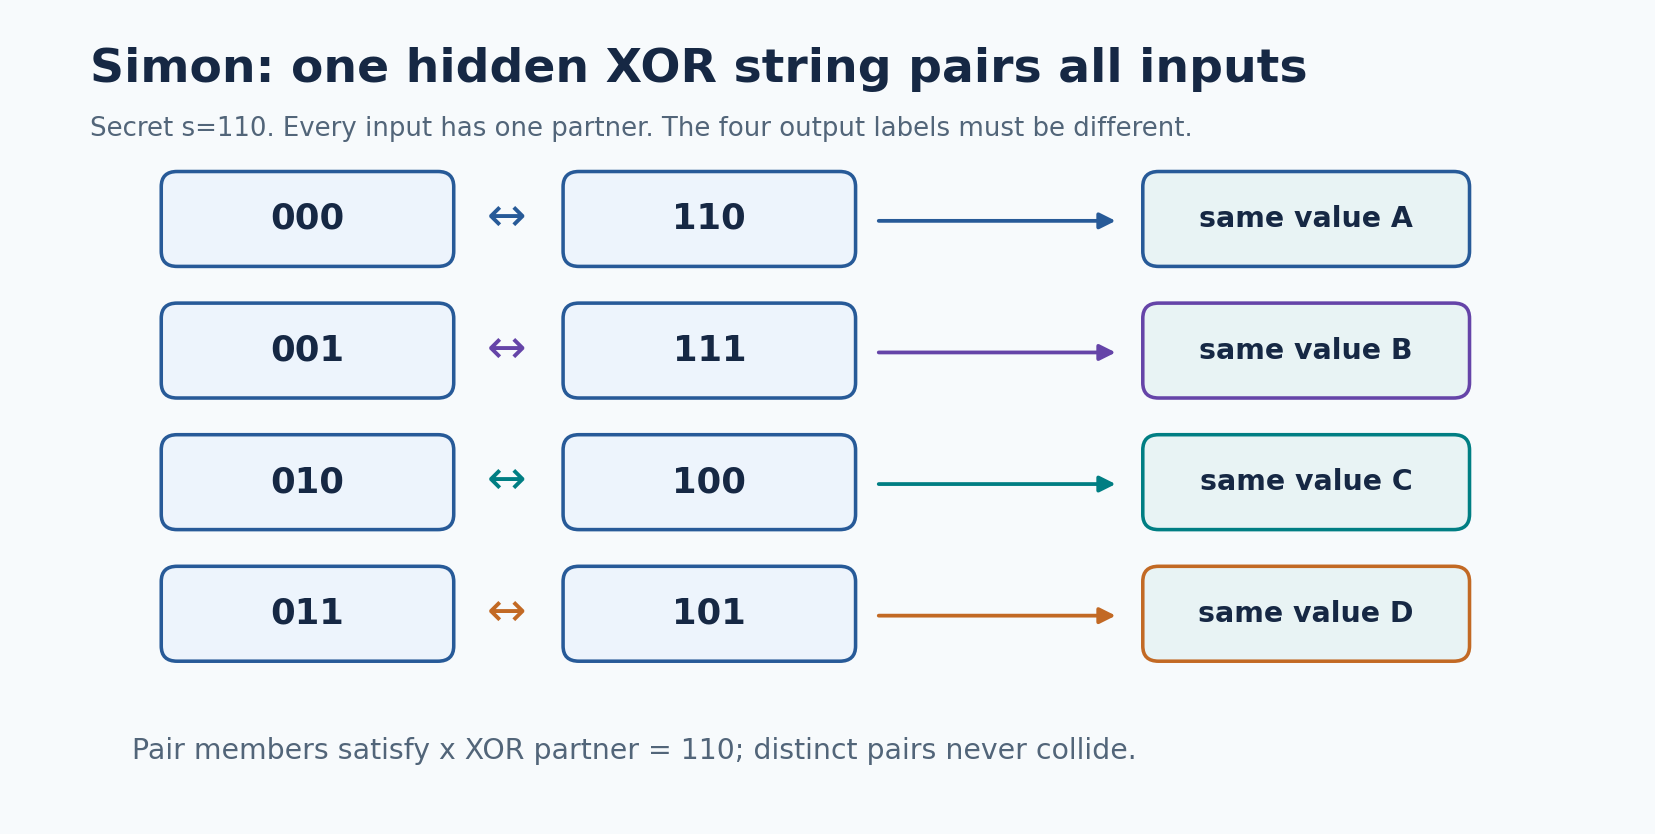 Simon: one hidden XOR string pairs all inputs
Secret s=110. Every input has one partner. The four output labels must be different.
000 ↔ 110 same value A
001 ↔ 111 same value B
010 ↔ 100 same value C
011 ↔ 101 same value D
Pair members satisfy x XOR partner = 110; distinct pairs never collide.